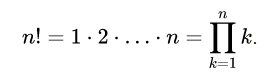 n! = 1 · 2 · … · n = ∏_{k=1}^{n} k.